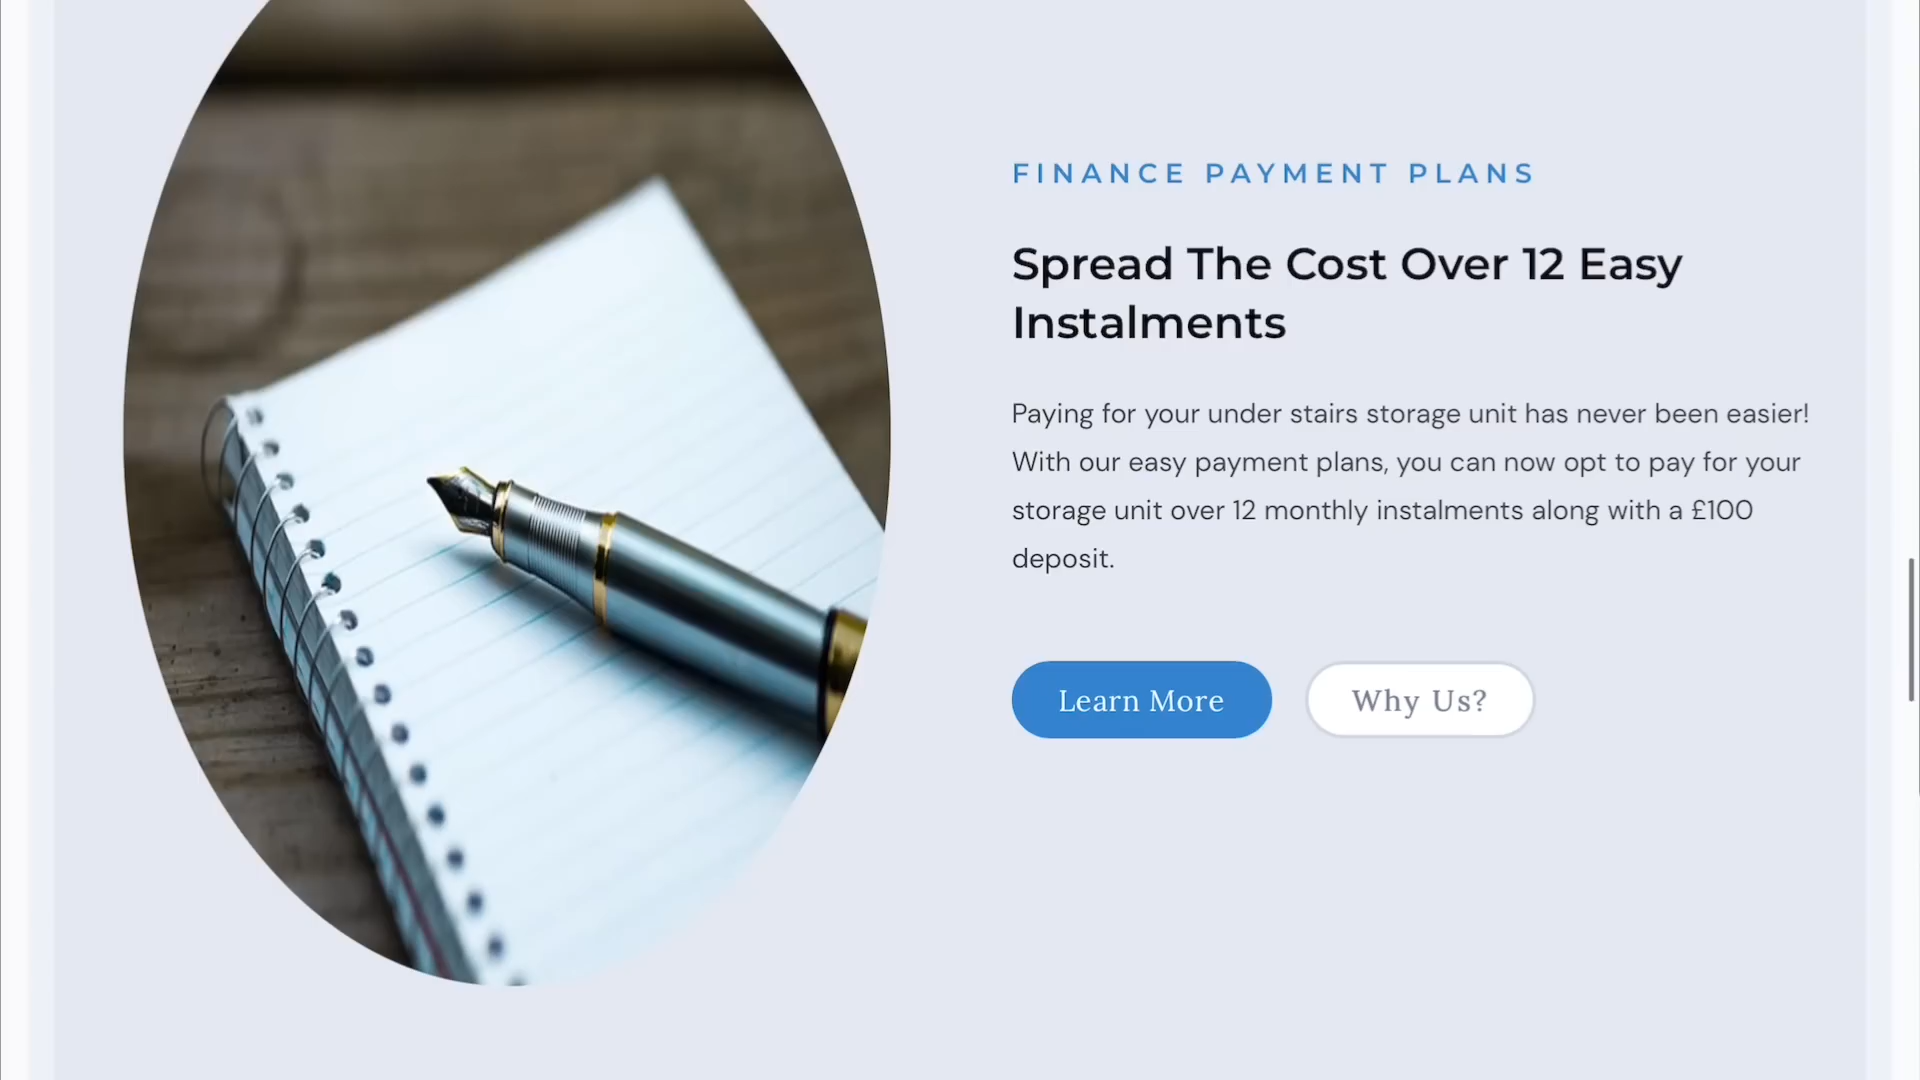 FINANCE PAYMENT PLANS
Spread The Cost Over 12 Easy
Instalments
Paying for your under stairs storage unit has never been easier!
With our easy payment plans, you can now opt to pay for your
storage unit over 12 monthly instalments along with a £100
deposit.
Learn More
Why Us?